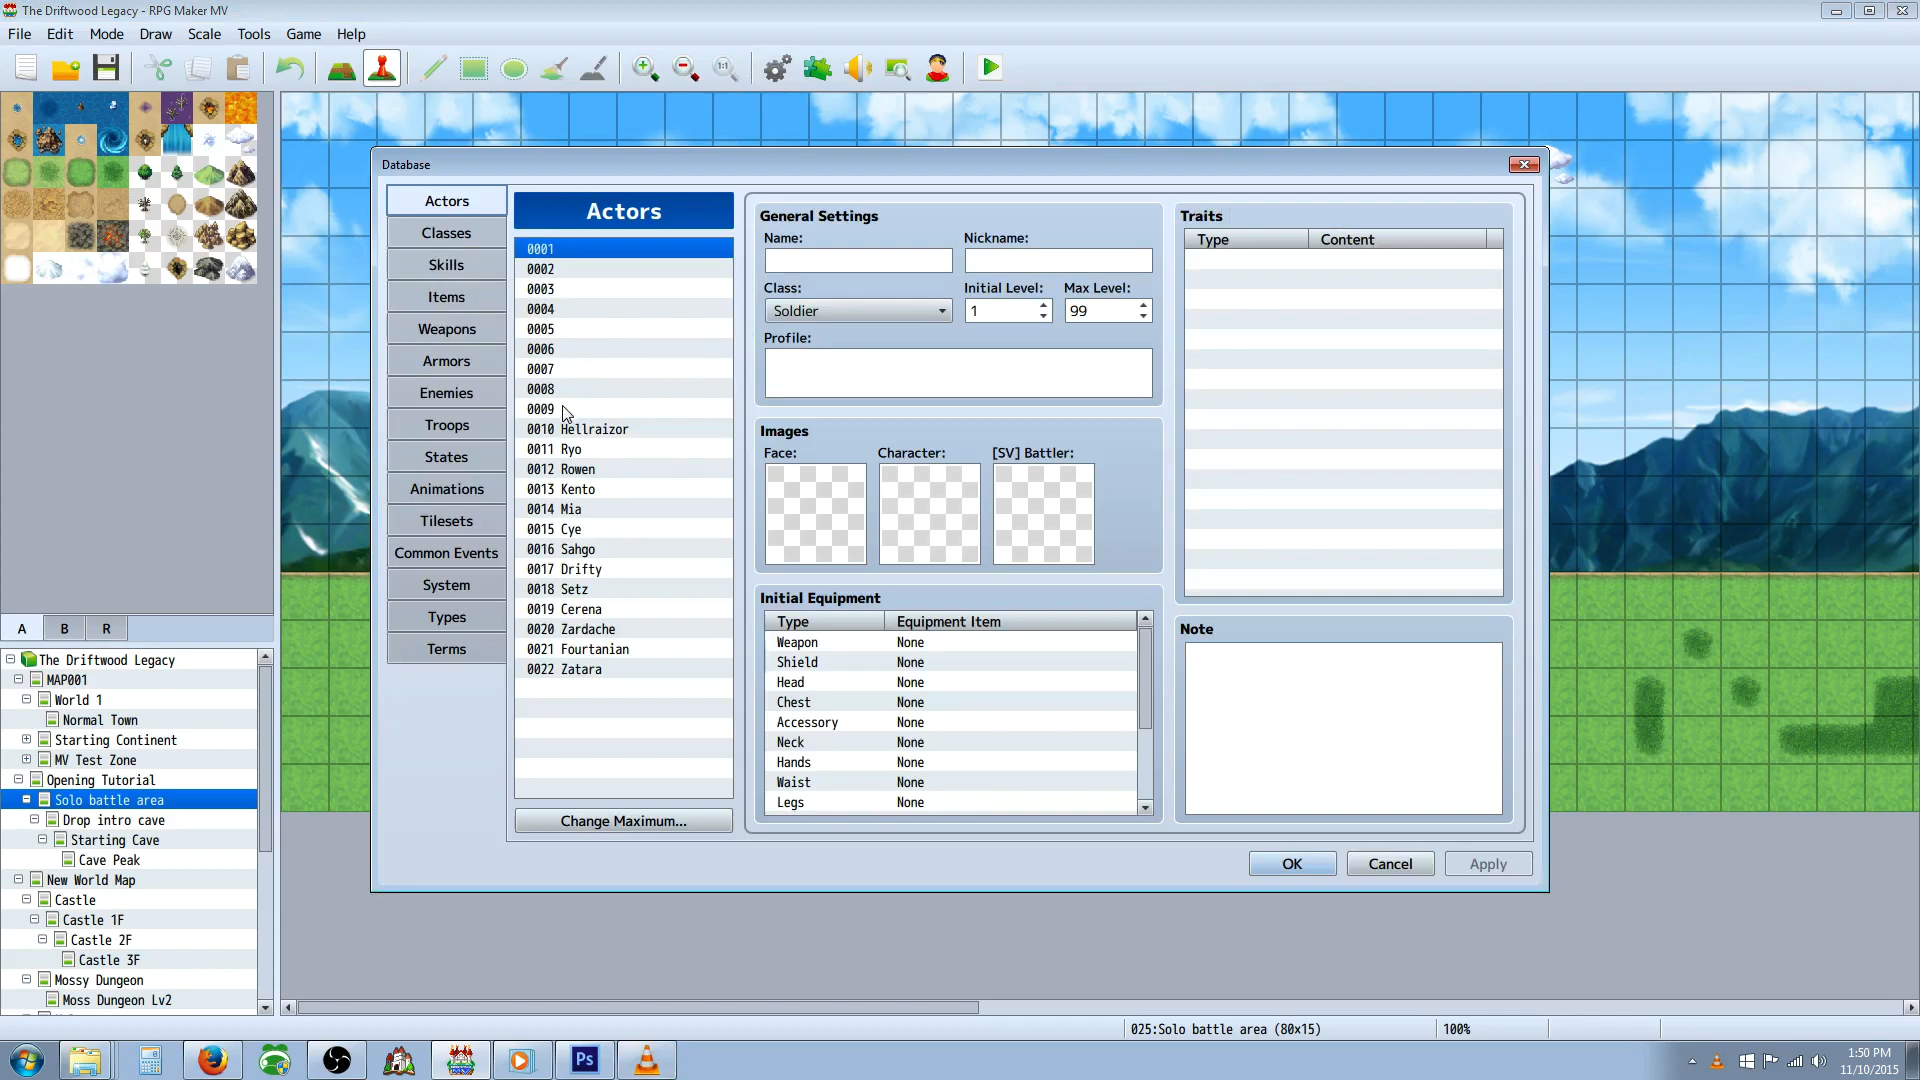 The Driftwood Legacy - RPG Maker MV
File Edit Mode Draw Scale Tools Game Help
1:1
Database
Actors
Classes
Skills
Items
Weapons
Armors
Enemies
Troops
States
Animations
Tilesets
Common Events
System
Types
Terms
Actors
0001
0002
0003
0004
0005
0006
0007
0008
0009
0010 Hellraizor
0011 Ryo
0012 Rowen
0013 Kento
0014 Mia
0015 Cye
0016 Sahgo
0017 Drifty
0018 Setz
0019 Cerena
0020 Zardache
0021 Fourtanian
0022 Zatara
Change Maximum...
General Settings
Name: Nickname:
Class: Initial Level: Max Level:
Soldier 1 99
Profile:
Images
Face: Character: [SV] Battler:
Initial Equipment
Type Equipment Item
Weapon None
Shield None
Head None
Chest None
Accessory None
Neck None
Hands None
Waist None
Legs None
Traits
Type Content
Note
OK Cancel Apply
A B R
The Driftwood Legacy
MAP001
World 1
Normal Town
Starting Continent
MV Test Zone
Opening Tutorial
Solo battle area
Drop intro cave
Starting Cave
Cave Peak
New World Map
Castle
Castle 1F
Castle 2F
Castle 3F
Mossy Dungeon
Moss Dungeon Lv2
025:Solo battle area (80x15) 100%
Ps
1:50 PM
11/10/2015